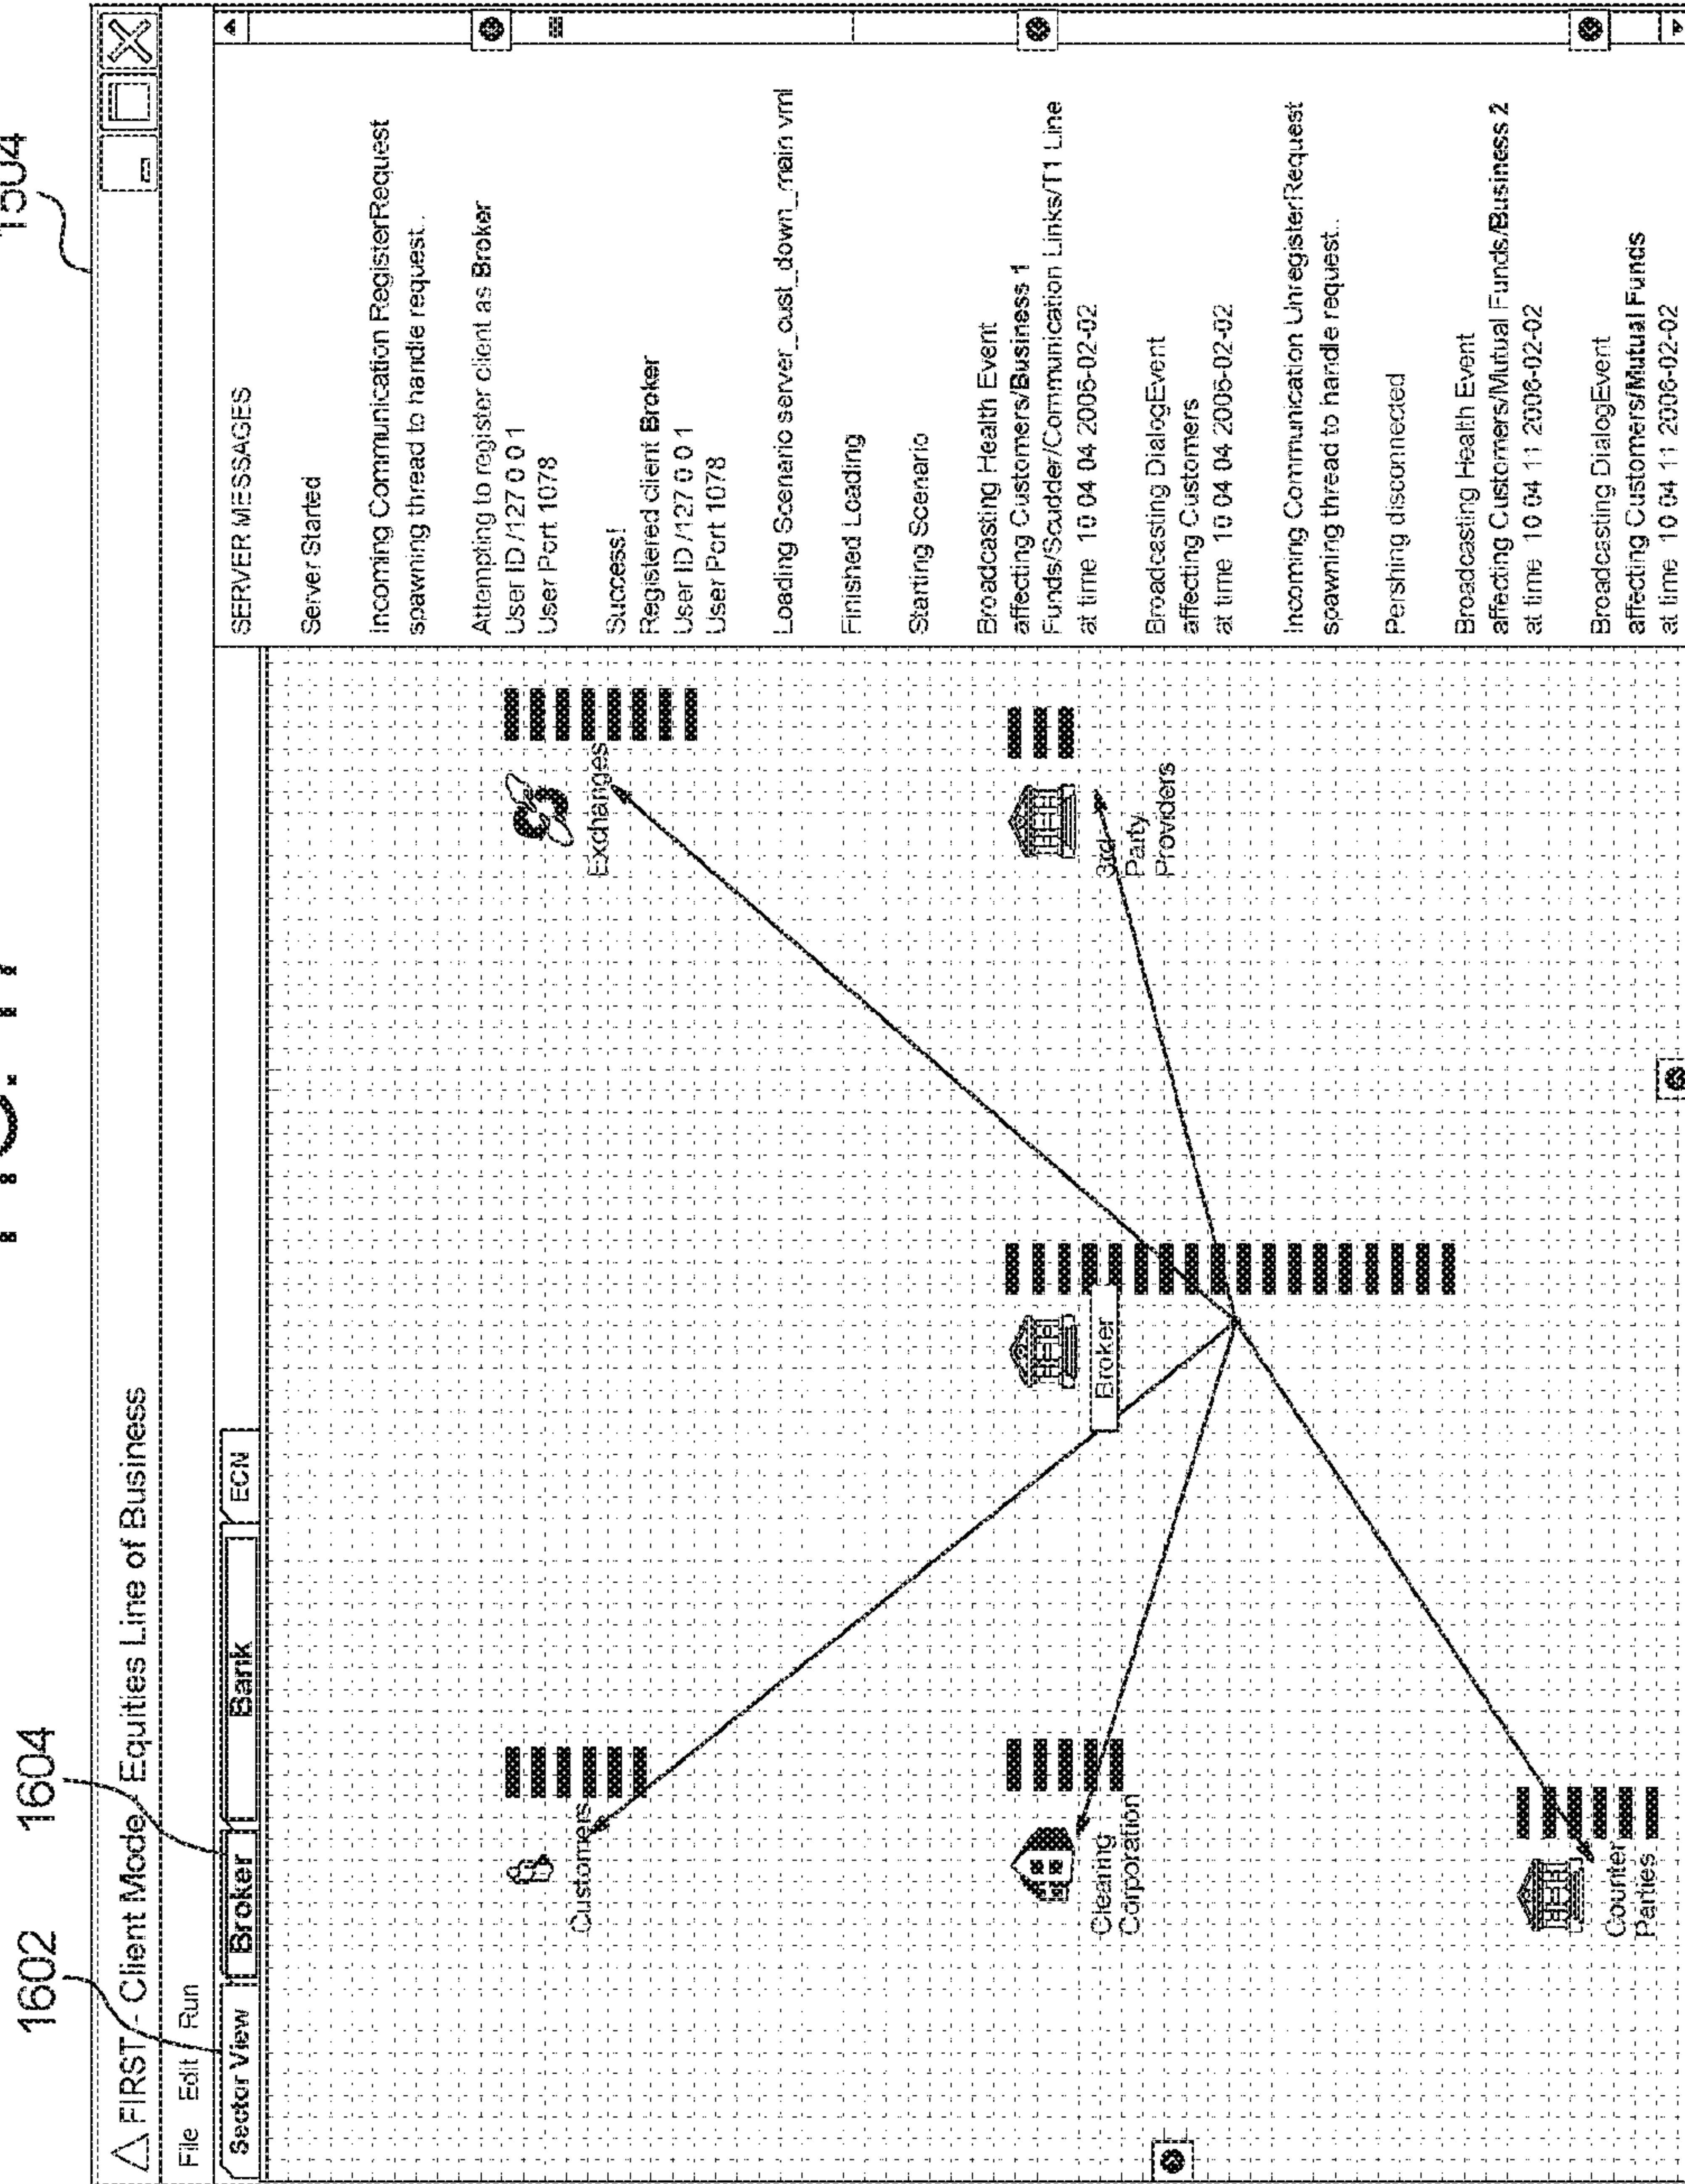 1504
1602
1604
FIRST - Client Mode - Equities Line of Business
File Edit Run
Sector View
Broker
Bank
ECN
Customers
Exchanges
Broker
Clearing
Corporation
3rd
Party
Providers
Counter
Parties
SERVER MESSAGES
Server Started
Incoming Communication RegisterRequest
spawning thread to handle request..
Attempting to register client as Broker
User ID /127 0 0 1
User Port 1078
Success!
Registered client Broker
User ID /127 0 0 1
User Port 1078
Loading Scenario server_cust_down_main vml
Finished Loading
Starting Scenario
Broadcasting Health Event
affecting Customers/Business 1
Funds/Scudder/Communication Links/T1 Line
at time 10 04 04 2006-02-02
Broadcasting DialogEvent
affecting Customers
at time 10 04 04 2006-02-02
Incoming Communication UnregisterRequest
spawning thread to handle request..
Pershing disconnected
Broadcasting Health Event
affecting Customers/Mutual Funds/Business 2
at time 10 04 11 2006-02-02
Broadcasting DialogEvent
affecting Customers/Mutual Funds
at time 10 04 11 2006-02-02